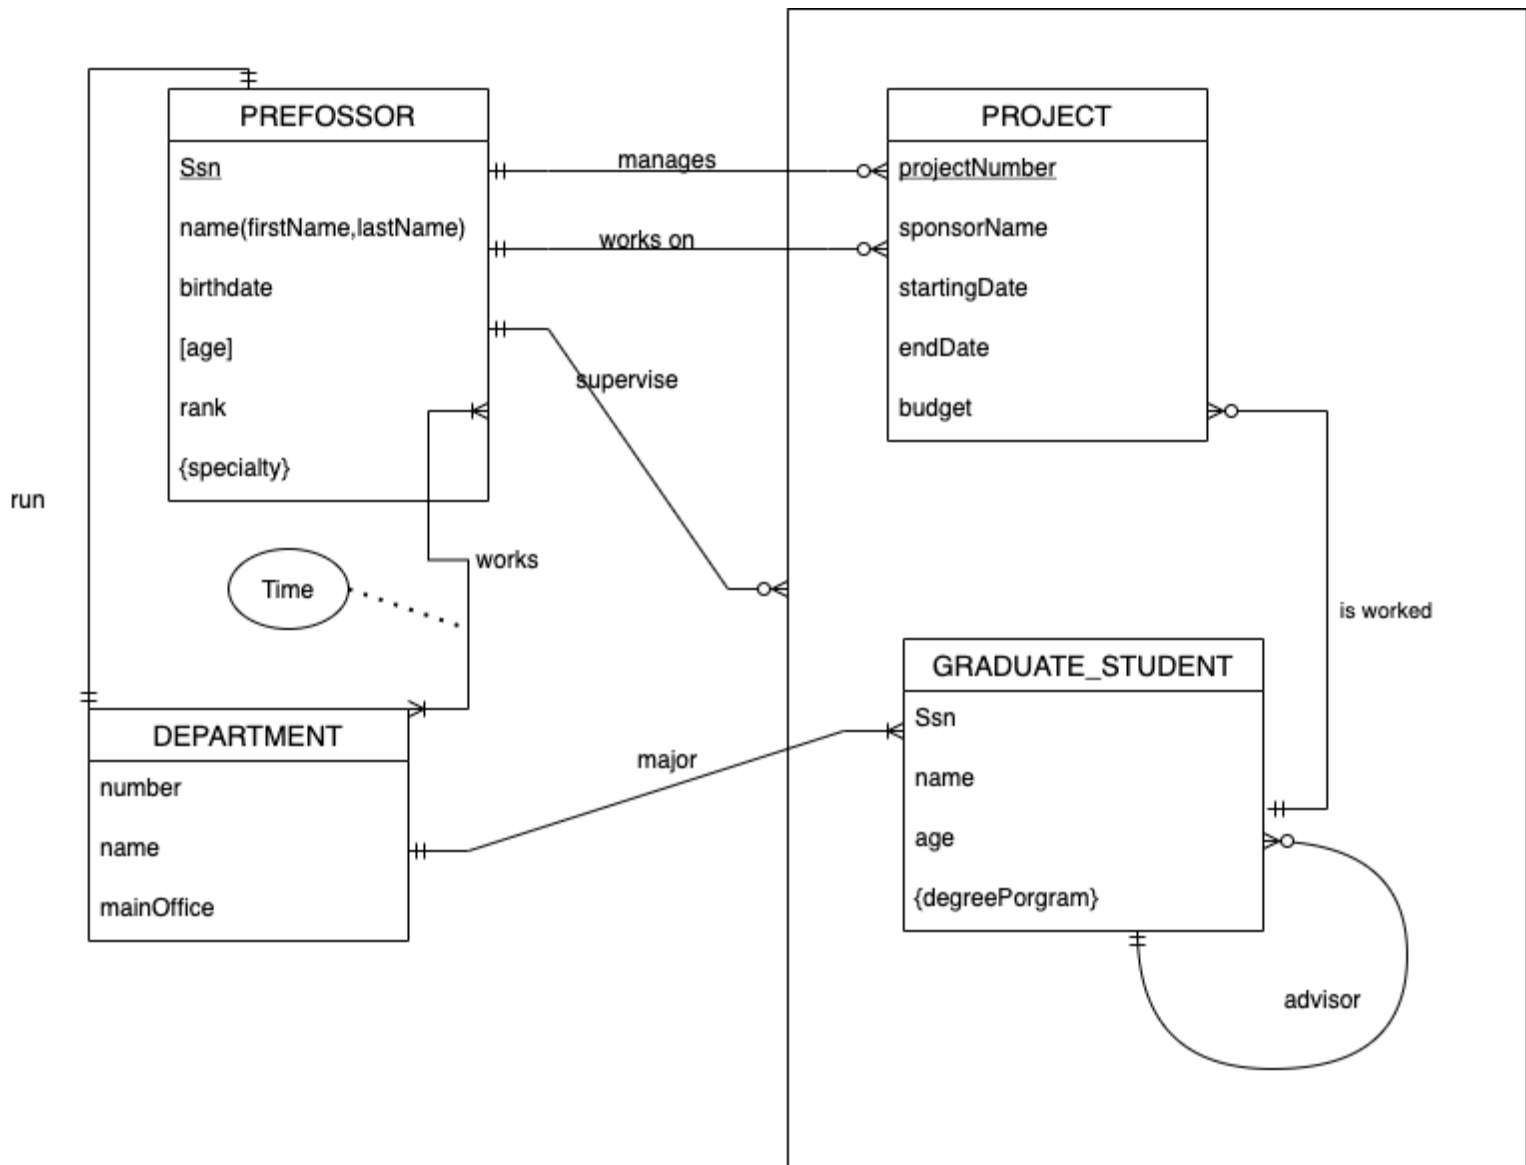 PREFOSSOR
Ssn
name(firstName,lastName)
birthdate
[age]
rank
{specialty}
manages
works on
supervise
PROJECT
projectNumber
sponsorName
startingDate
endDate
budget
run
Time
works
is worked
DEPARTMENT
number
name
mainOffice
major
GRADUATE_STUDENT
Ssn
name
age
{degreePorgram}
advisor